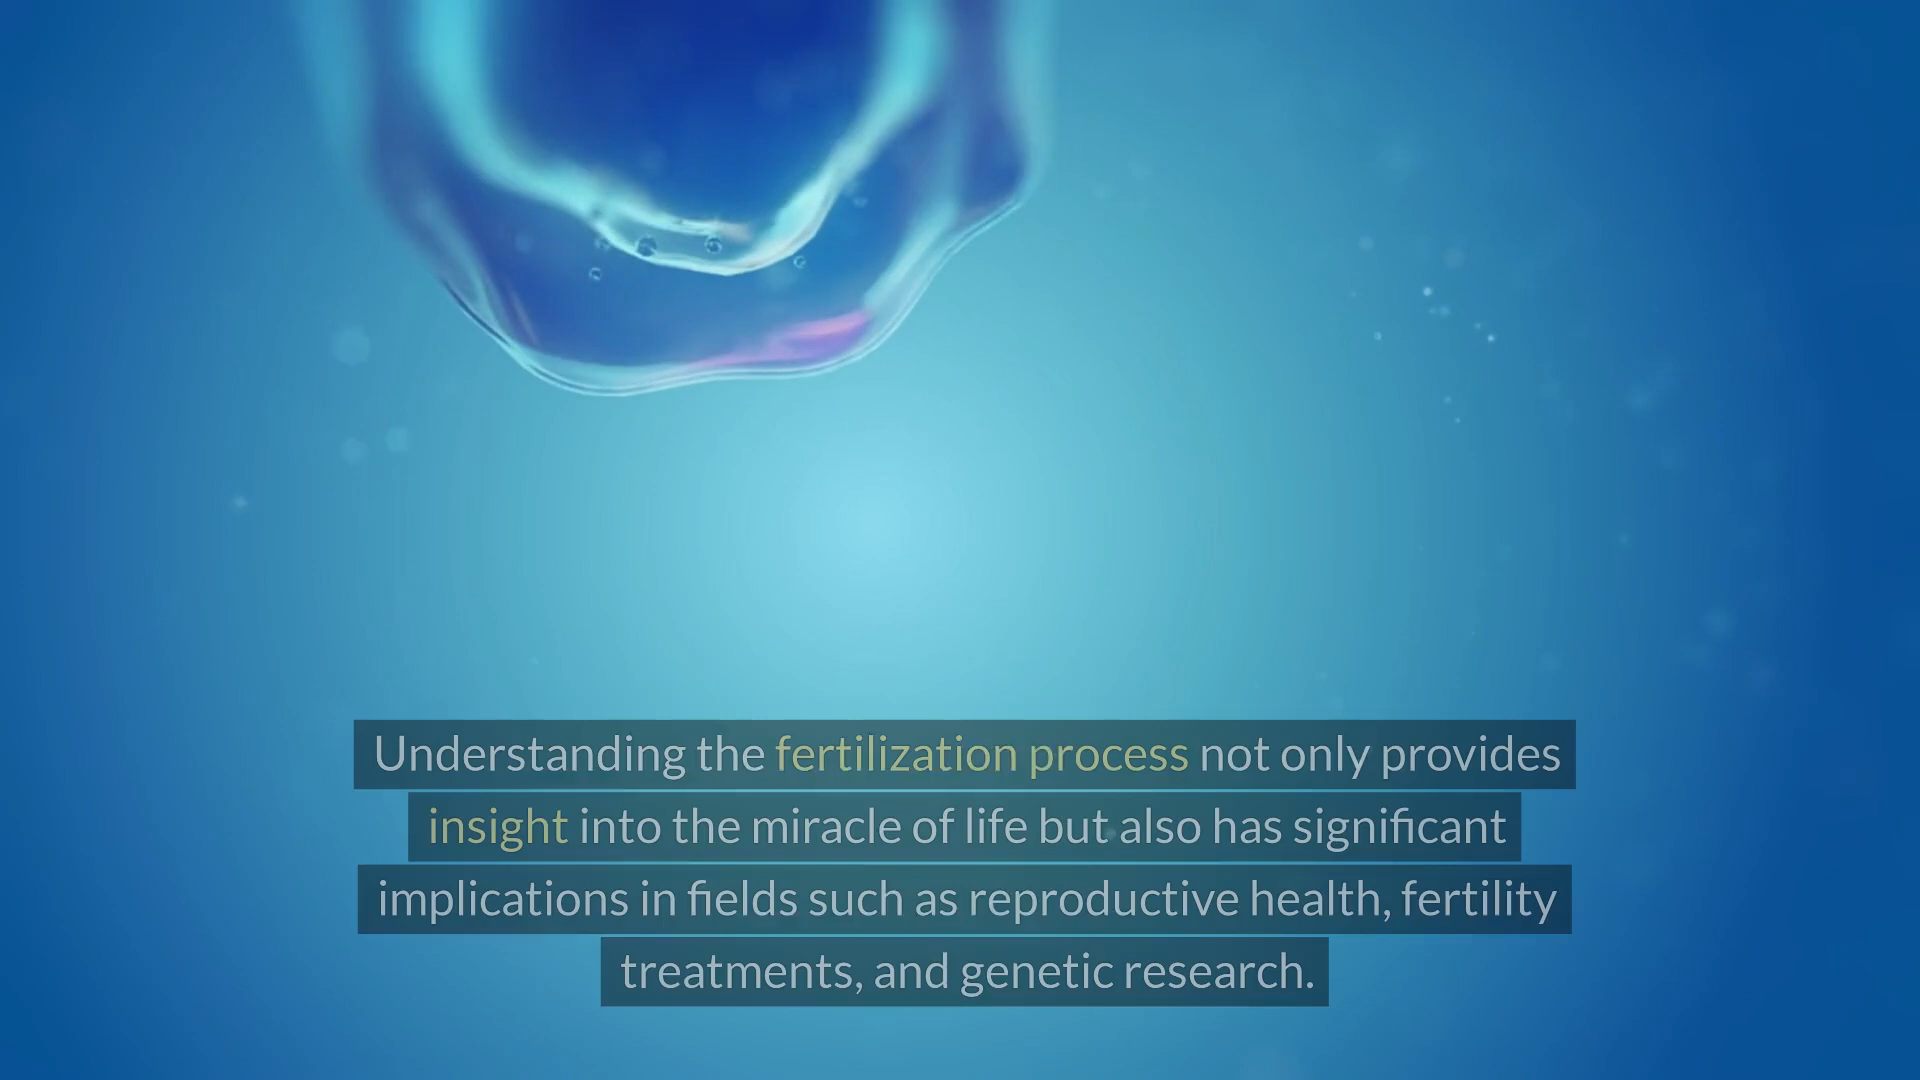 Understanding the fertilization process not only provides
insight into the miracle of life but also has significant
implications in fields such as reproductive health, fertility
treatments, and genetic research.